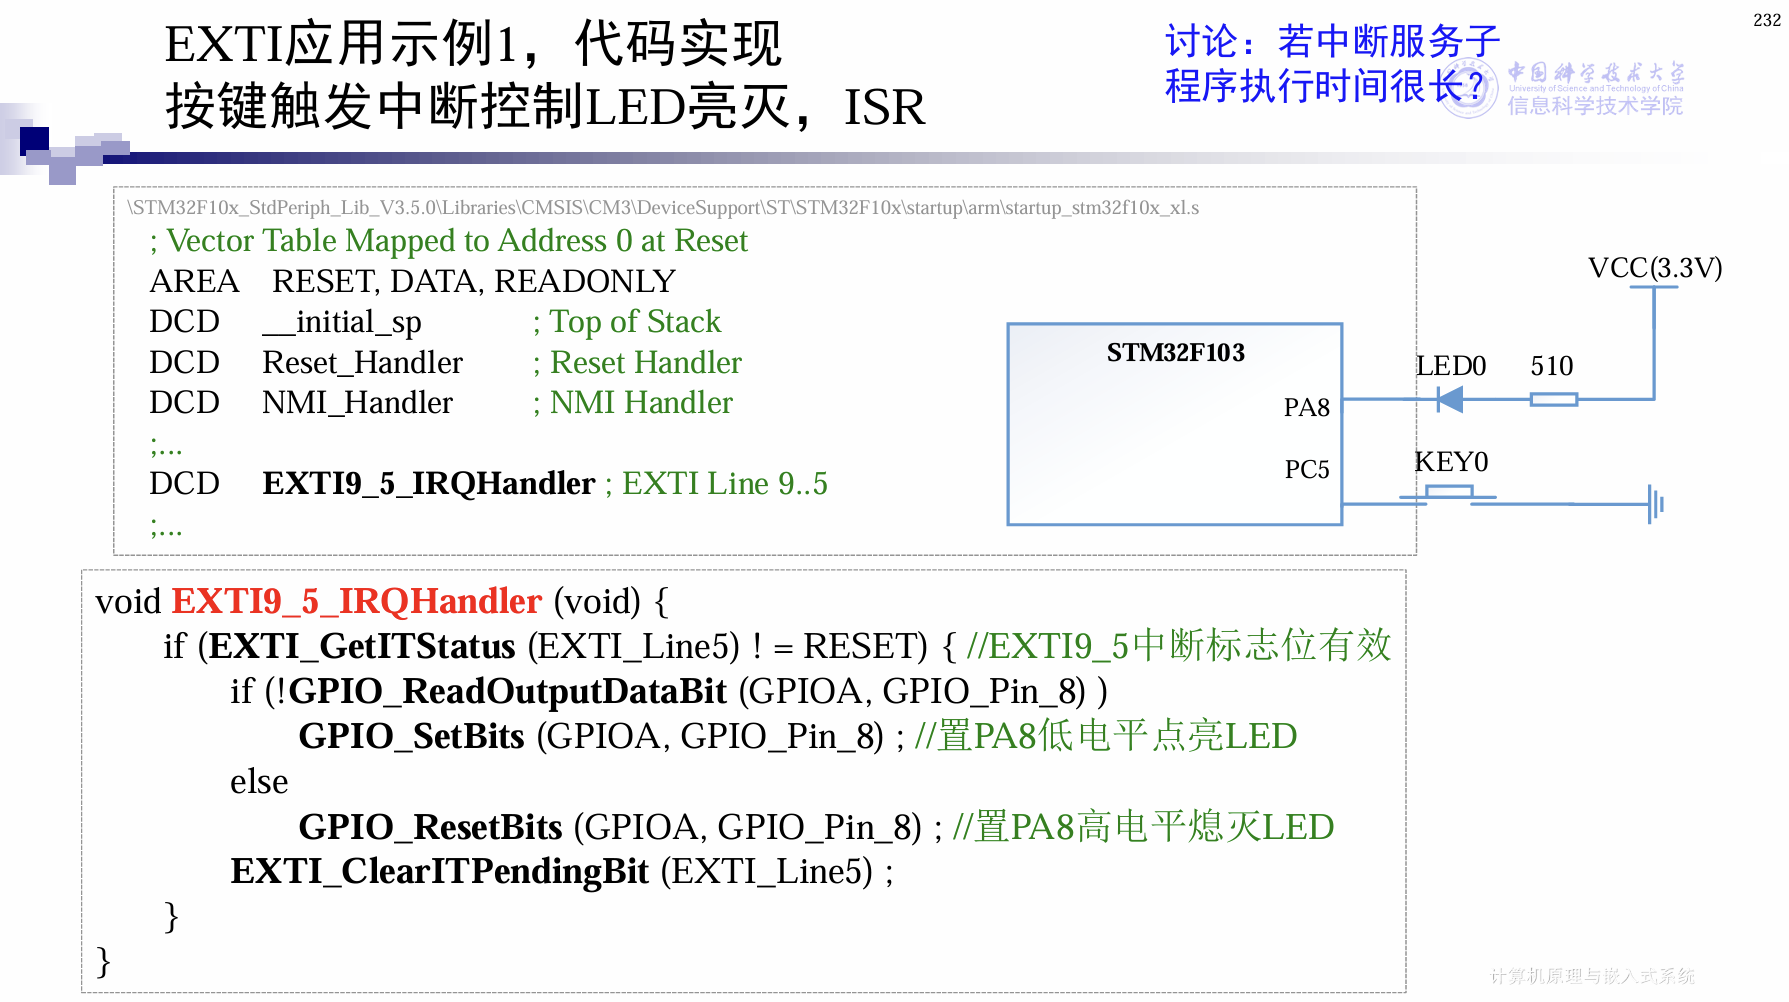 232
EXTI应用示例1，代码实现
按键触发中断控制LED亮灭，ISR
讨论：若中断服务子
程序执行时间很长？
中国科学技术大学
University of Science and Technology of China
信息科学技术学院
\STM32F10x_StdPeriph_Lib_V3.5.0\Libraries\CMSIS\CM3\DeviceSupport\ST\STM32F10x\startup\arm\startup_stm32f10x_xl.s
; Vector Table Mapped to Address 0 at Reset
AREA RESET, DATA, READONLY
DCD __initial_sp ; Top of Stack
DCD Reset_Handler ; Reset Handler
DCD NMI_Handler ; NMI Handler
;...
DCD EXTI9_5_IRQHandler ; EXTI Line 9..5
;...
VCC(3.3V)
STM32F103
LED0 510
PA8
KEY0
PC5
void EXTI9_5_IRQHandler (void) {
if (EXTI_GetITStatus (EXTI_Line5) ! = RESET) { //EXTI9_5中断标志位有效
if (!GPIO_ReadOutputDataBit (GPIOA, GPIO_Pin_8) )
GPIO_SetBits (GPIOA, GPIO_Pin_8) ; //置PA8低电平点亮LED
else
GPIO_ResetBits (GPIOA, GPIO_Pin_8) ; //置PA8高电平熄灭LED
EXTI_ClearITPendingBit (EXTI_Line5) ;
}
}
计算机原理与嵌入式系统